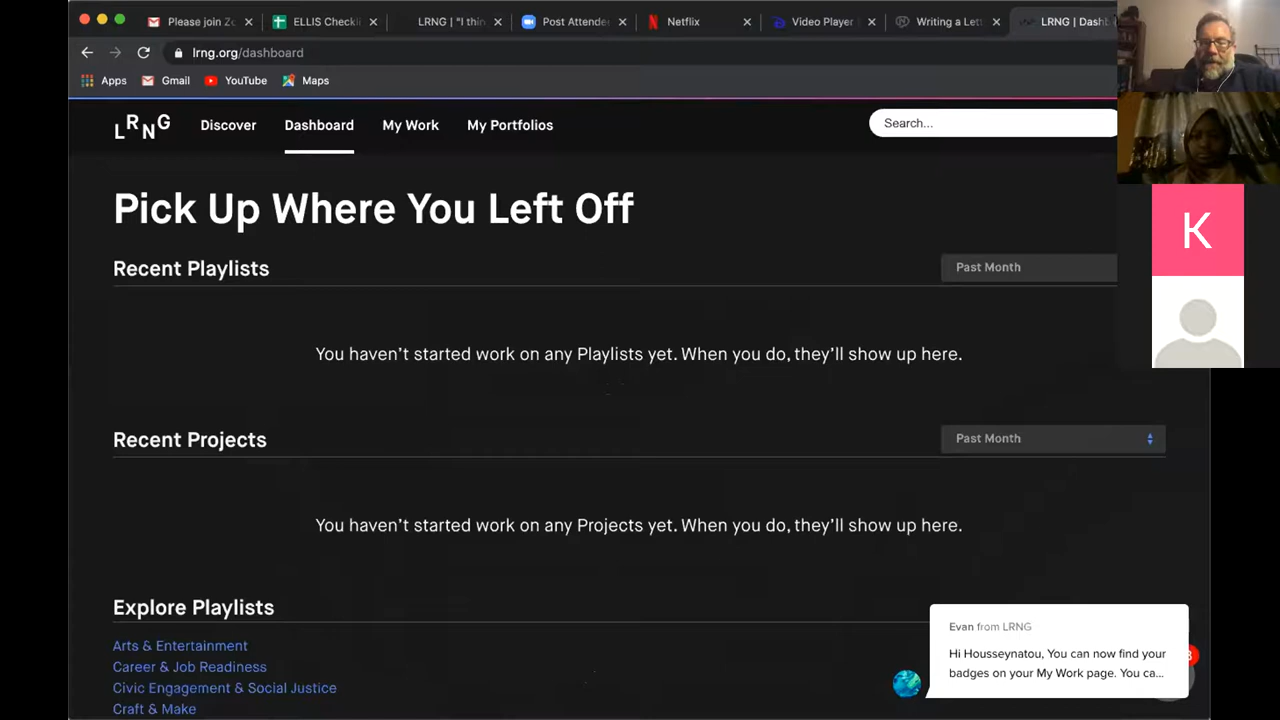 Please join Zo
ELLIS Checkli
LRNG | "I thin
Post Attende
Netflix
Video Player
Writing a Lett
LRNG | Dashb
lrng.org/dashboard
Apps
Gmail
YouTube
Maps
LRNG
Discover
Dashboard
My Work
My Portfolios
Search...
K
Pick Up Where You Left Off
Recent Playlists
Past Month
You haven't started work on any Playlists yet. When you do, they'll show up here.
Recent Projects
Past Month
You haven't started work on any Projects yet. When you do, they'll show up here.
Explore Playlists
Arts & Entertainment
Career & Job Readiness
Civic Engagement & Social Justice
Craft & Make
Evan from LRNG
Hi Housseynatou, You can now find your
badges on your My Work page. You ca...